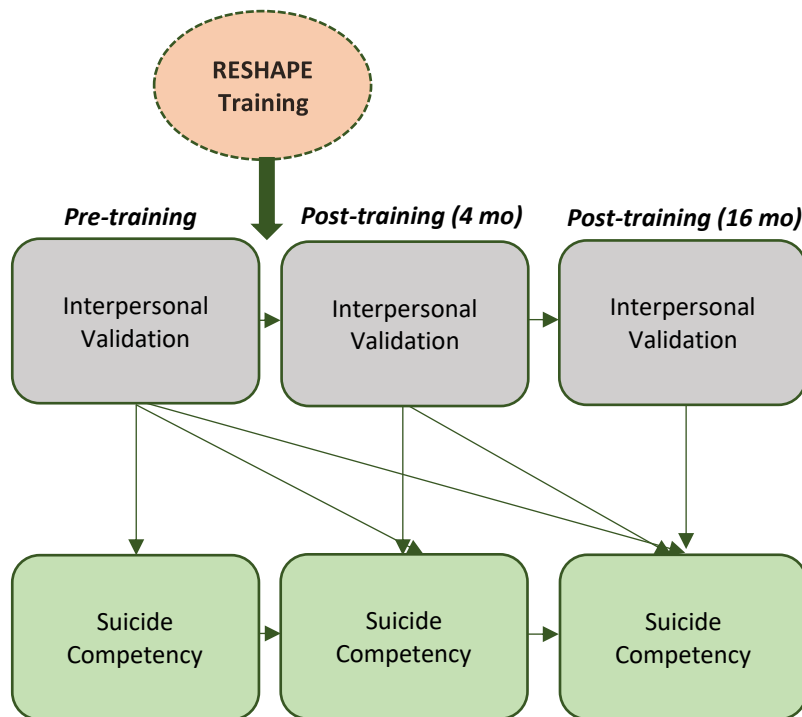 RESHAPE
Training
Pre-training
Post-training (4 mo)
Post-training (16 mo)
Interpersonal
Validation
Interpersonal
Validation
Interpersonal
Validation
Suicide
Competency
Suicide
Competency
Suicide
Competency